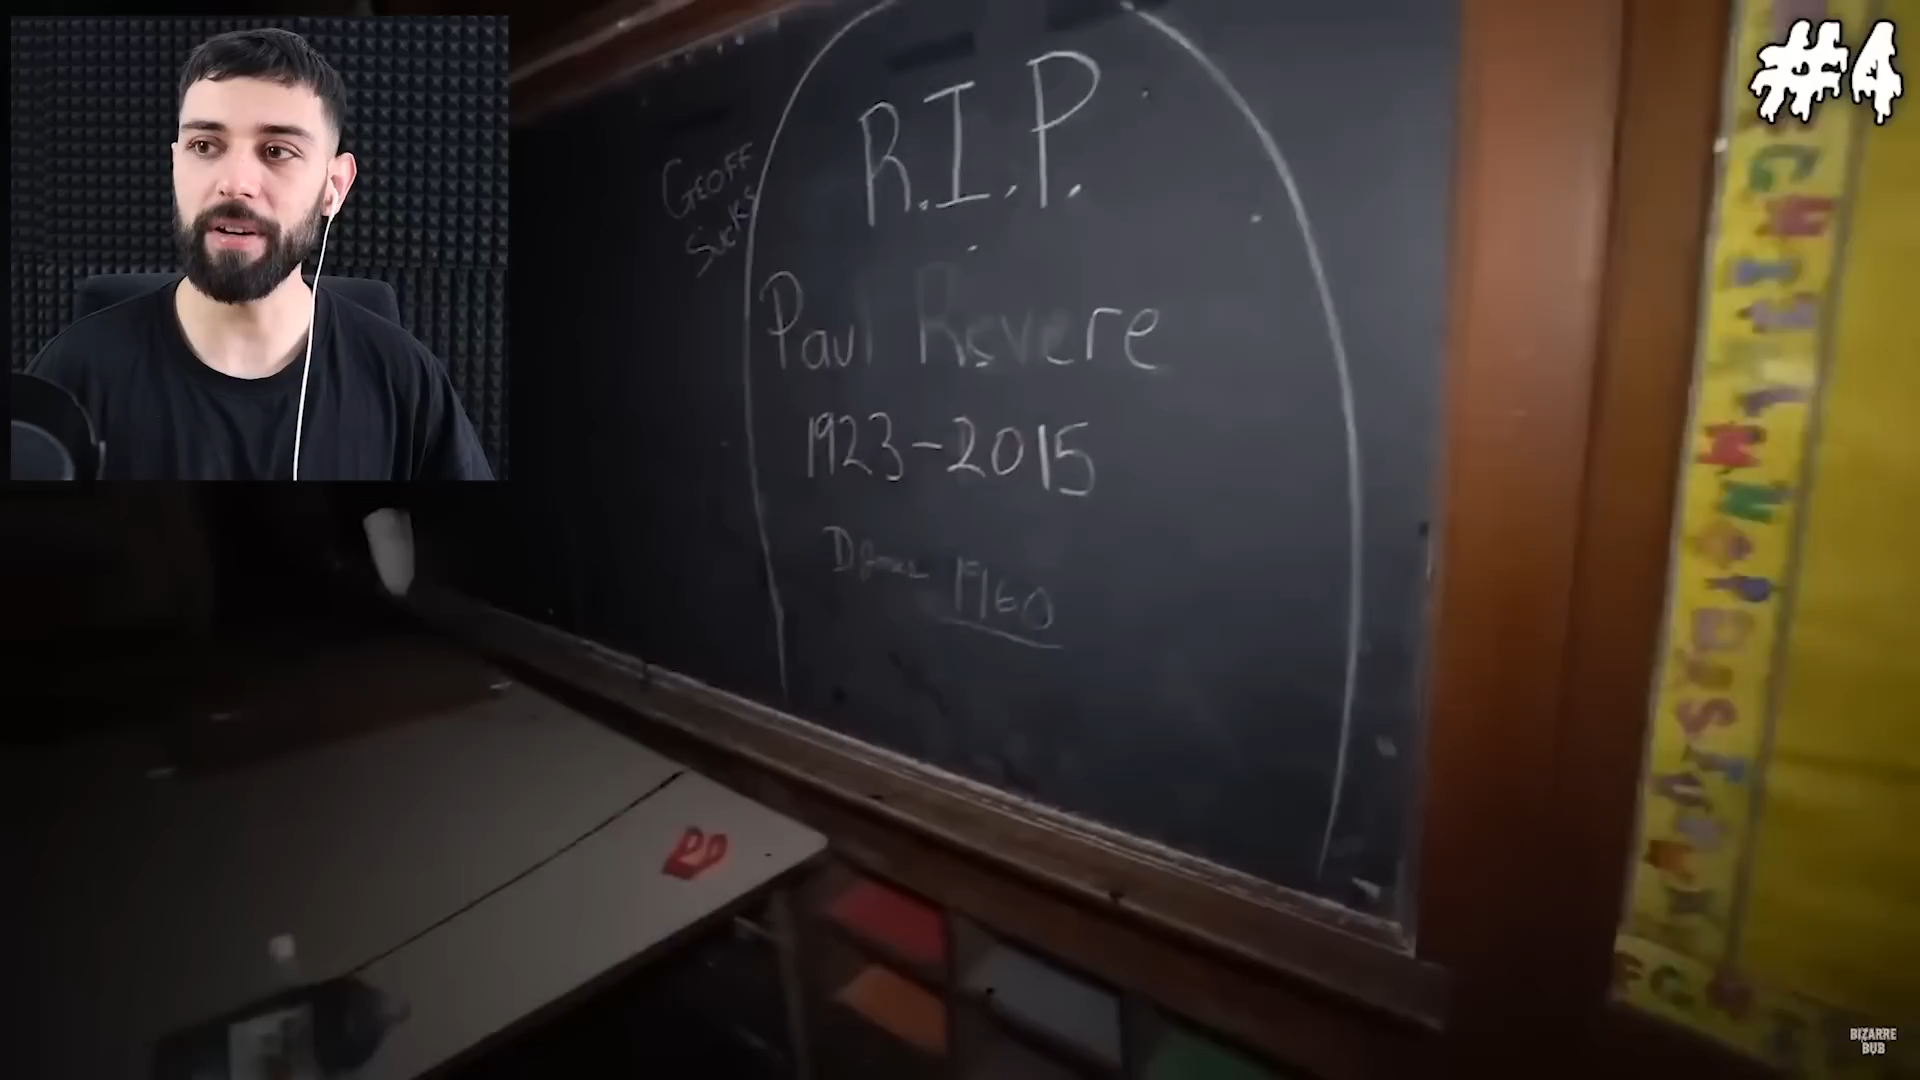 #4
GEOFF
SUCKS
R.I.P.
Paul Revere
1923-2015
1960
BIZARRE
BUB